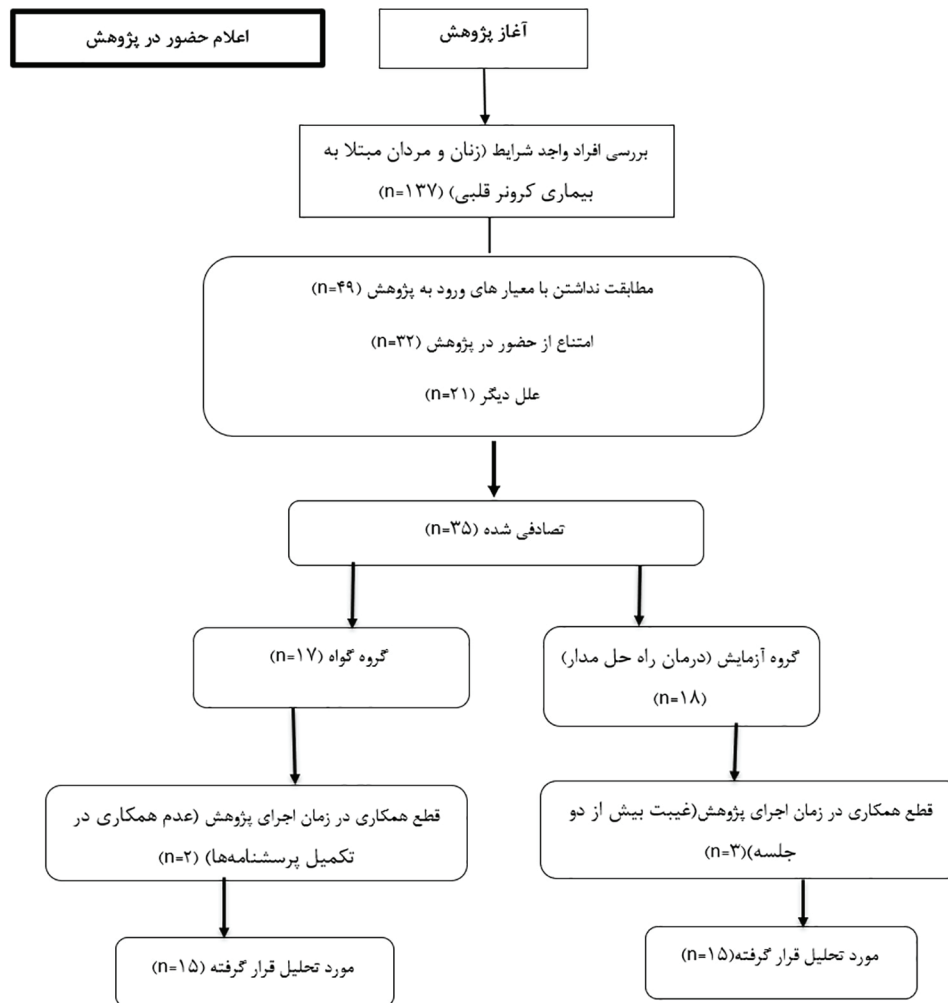 آغاز پژوهش
اعلام حضور در پژوهش
بررسی افراد واجد شرایط (زنان و مردان مبتلا به
بیماری کرونر قلبی) (n=۱۳۷)
مطابقت نداشتن با معیار های ورود به پژوهش (n=۴۹)
امتناع از حضور در پژوهش (n=۳۲)
علل دیگر (n=۲۱)
تصادفی شده (n=۳۵)
گروه آزمایش (درمان راه حل مدار)
(n=۱۸)
گروه گواه (n=۱۷)
قطع همکاری در زمان اجرای پژوهش(غیبت بیش از دو
جلسه)(n=۳)
قطع همکاری در زمان اجرای پژوهش (عدم همکاری در
تکمیل پرسشنامه‌ها) (n=۲)
مورد تحلیل قرار گرفته(n=۱۵)
مورد تحلیل قرار گرفته (n=۱۵)